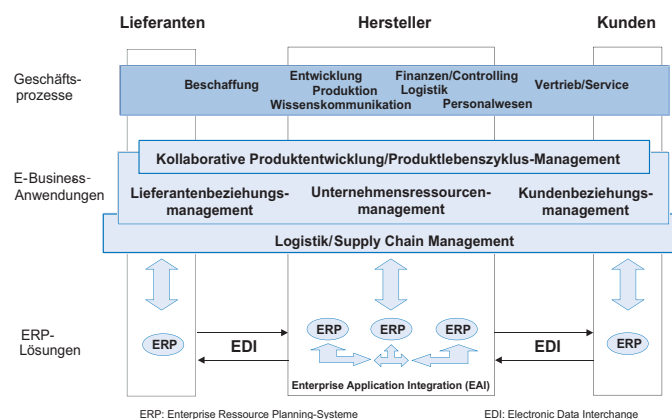 Lieferanten
Hersteller
Kunden
Geschäfts-
prozesse
Beschaffung
Entwicklung
Produktion
Wissenskommunikation
Finanzen/Controlling
Logistik
Personalwesen
Vertrieb/Service
E-Business-
Anwendungen
Kollaborative Produktentwicklung/Produktlebenszyklus-Management
Lieferantenbeziehungs-
management
Unternehmensressourcen-
management
Kundenbeziehungs-
management
Logistik/Supply Chain Management
ERP-
Lösungen
ERP
EDI
ERP
ERP
ERP
EDI
ERP
Enterprise Application Integration (EAI)
ERP: Enterprise Ressource Planning-Systeme
EDI: Electronic Data Interchange